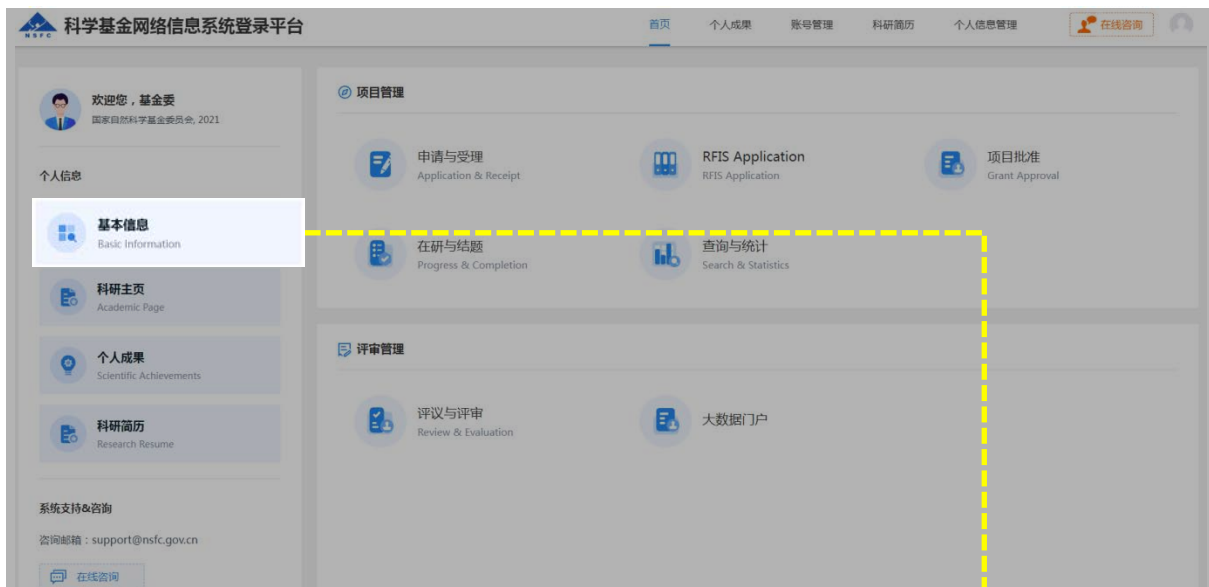 NSFC
科学基金网络信息系统登录平台
首页 个人成果 账号管理 科研简历 个人信息管理 在线咨询
欢迎您，基金委
国家自然科学基金委员会, 2021
个人信息
基本信息
Basic Information
科研主页
Academic Page
个人成果
Scientific Achievements
科研简历
Research Resume
系统支持&咨询
咨询邮箱：support@nsfc.gov.cn
在线咨询
项目管理
申请与受理
Application & Receipt
RFIS Application
RFIS Application
项目批准
Grant Approval
在研与结题
Progress & Completion
查询与统计
Search & Statistics
评审管理
评议与评审
Review & Evaluation
大数据门户